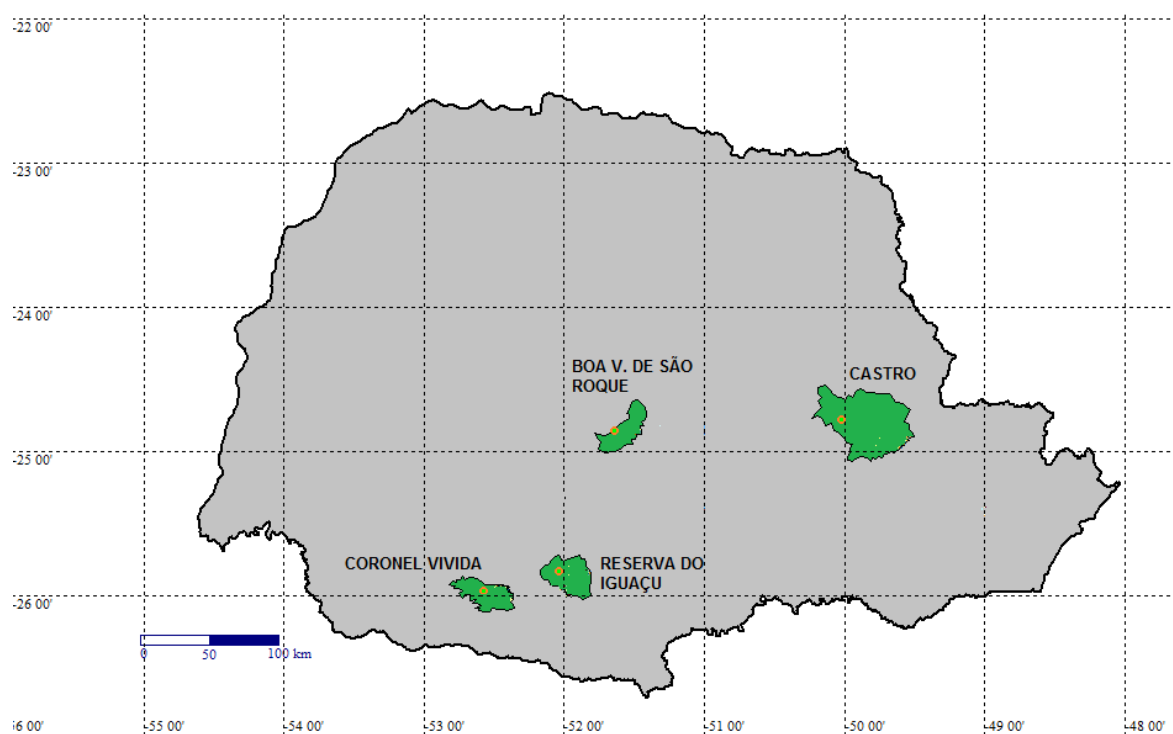 -22 00'
-23 00'
-24 00'
BOA V. DE SÃO
ROQUE
CASTRO
-25 00'
CORONEL VIVIDA
RESERVA DO
IGUAÇU
-26 00'
0 50 100 km
56 00' -55 00' -54 00' -53 00' -52 00' -51 00' -50 00' -49 00' -48 00'